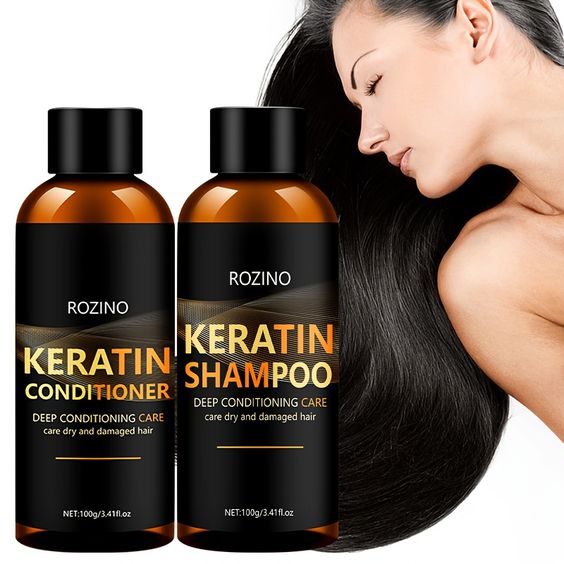 ROZINO
KERATIN
CONDITIONER
DEEP CONDITIONING CARE
care dry and damaged hair
NET:100g/3.41fl.oz
ROZINO
KERATIN
SHAMPOO
DEEP CONDITIONING CARE
care dry and damaged hair
NET:100g/3.41fl.oz